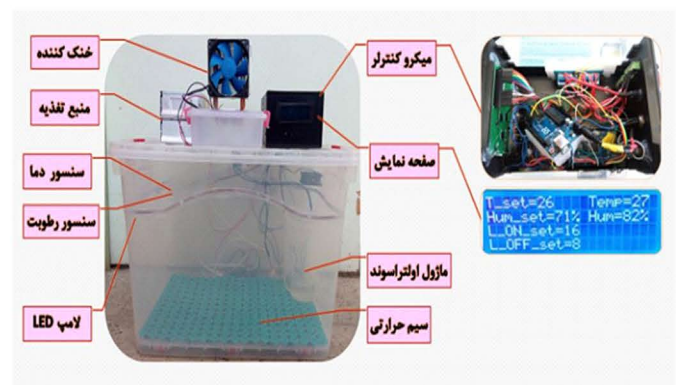 خنک کننده
منبع تغذیه
سنسور دما
سنسور رطوبت
لامپ LED
میکرو کنترلر
صفحه نمایش
ماژول اولتراسوند
سیم حرارتی
T_set=26 Temp=27
Hum_set=71% Hum=82%
L_ON_set=16
L_OFF_set=8